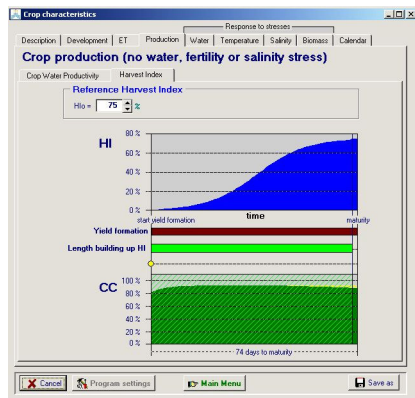 Crop characteristics
Response to stresses
Description Development ET Production Water Temperature Salinity Biomass Calendar
Crop production (no water, fertility or salinity stress)
Crop Water Productivity Harvest Index
Reference Harvest Index
HIo = 75 %
HI
80 %
60 %
40 %
20 %
0 %
start yield formation time maturity
Yield formation
Length building up HI
CC
100 %
80 %
60 %
40 %
20 %
0 %
74 days to maturity
Cancel Program settings Main Menu Save as